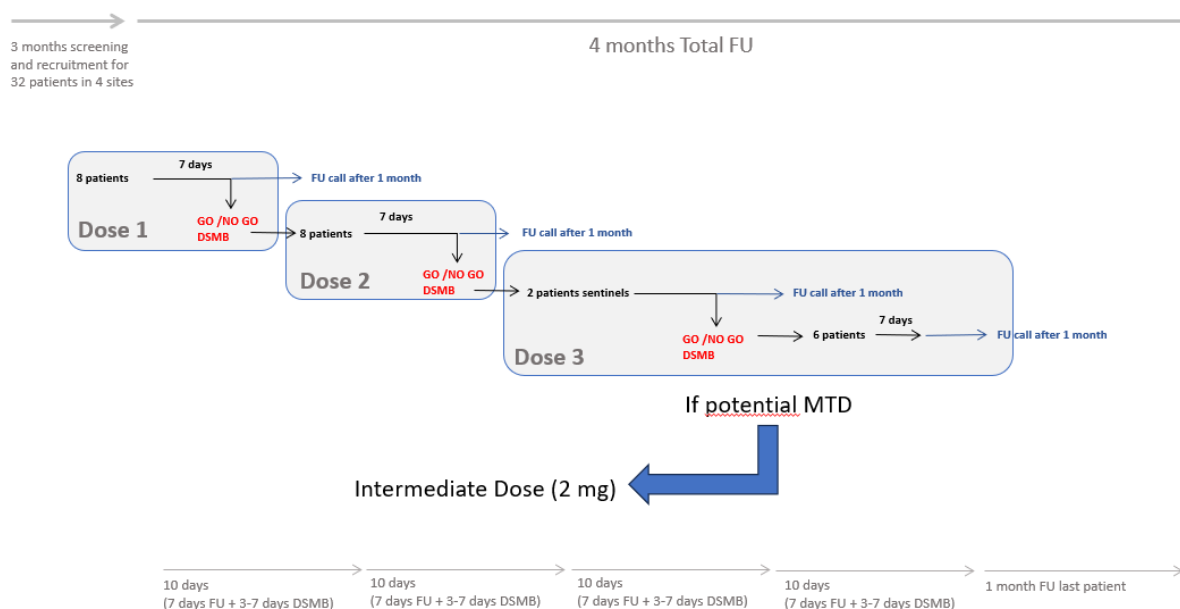 3 months screening
and recruitment for
32 patients in 4 sites
4 months Total FU
8 patients
7 days
FU call after 1 month
GO /NO GO
DSMB
Dose 1
8 patients
7 days
FU call after 1 month
GO /NO GO
DSMB
Dose 2
2 patients sentinels
FU call after 1 month
GO /NO GO
DSMB
6 patients
7 days
FU call after 1 month
Dose 3
If potential MTD
Intermediate Dose (2 mg)
10 days
(7 days FU + 3-7 days DSMB)
10 days
(7 days FU + 3-7 days DSMB)
10 days
(7 days FU + 3-7 days DSMB)
10 days
(7 days FU + 3-7 days DSMB)
1 month FU last patient